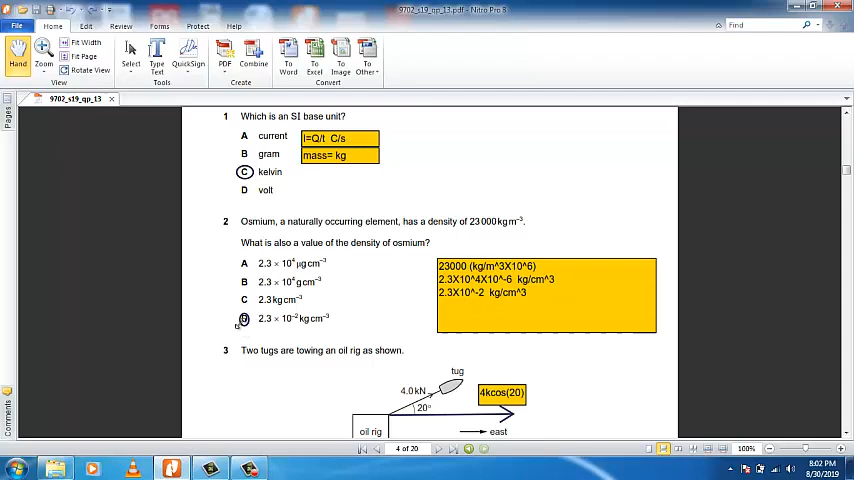 9702_s19_qp_13.pdf - Nitro Pro 8
File Home Edit Review Forms Protect Help Find
Hand Zoom Fit Width Fit Page Rotate View Select Type Text QuickSign PDF Combine To Word To Excel To Image To Other
View Tools Create Convert
9702_s19_qp_13
Pages
Comments
1 Which is an SI base unit?
A current I=Q/t C/s
B gram mass= kg
C kelvin
D volt
2 Osmium, a naturally occurring element, has a density of 23 000 kg m⁻³.
What is also a value of the density of osmium?
A 2.3 × 10⁴ μg cm⁻³
B 2.3 × 10⁴ g cm⁻³
C 2.3 kg cm⁻³
D 2.3 × 10⁻² kg cm⁻³
23000 (kg/m^3X10^6)
2.3X10^4X10^-6 kg/cm^3
2.3X10^-2 kg/cm^3
3 Two tugs are towing an oil rig as shown.
tug
4.0 kN
4kcos(20)
20°
oil rig
east
4 of 20
100%
8:02 PM
8/30/2019